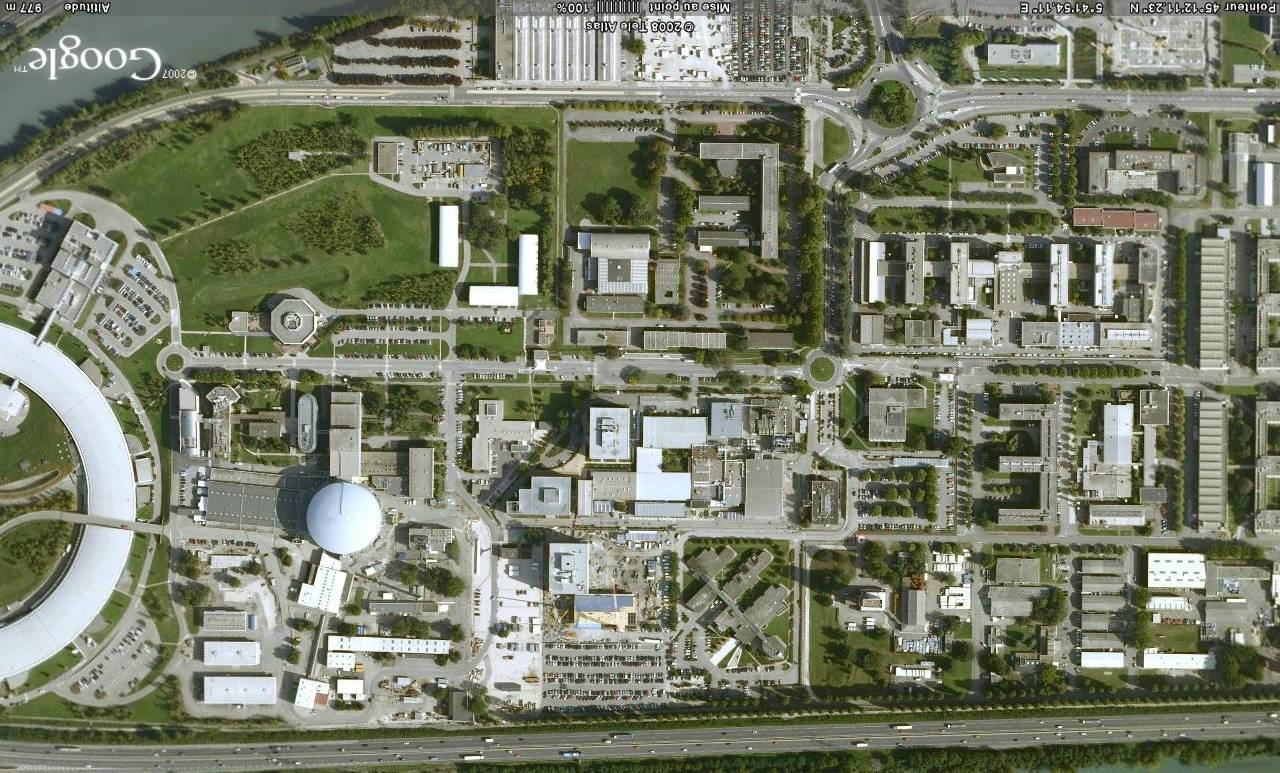 Pointeur 45°12'11,23" N 5°41'54,11" E
Mise au point ||||||||| 100%
Altitude 977 m
© 2008 Tele Atlas
©2007 Google™